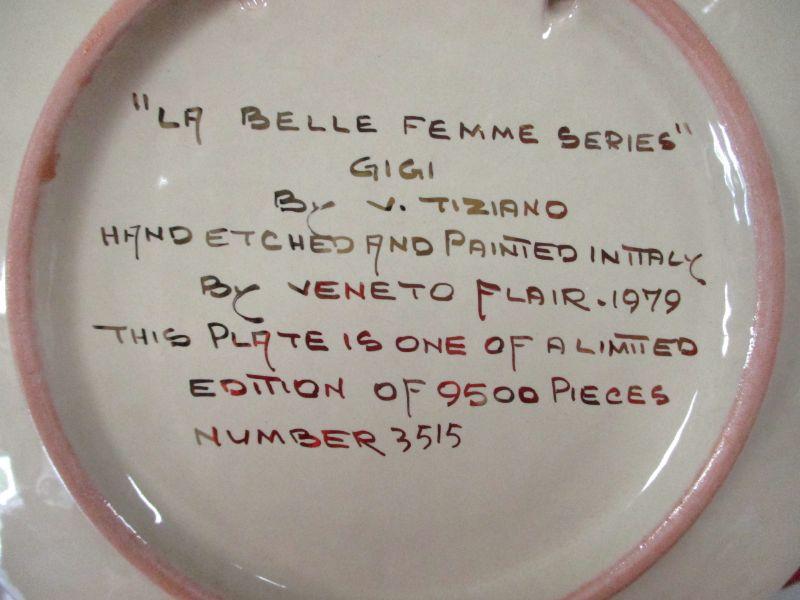 "LA BELLE FEMME SERIES"
GIGI
By V. TIZIANO
HAND ETCHED AND PAINTED IN ITALY
By VENETO FLAIR. 1979
THIS PLATE IS ONE OF A LIMITED
EDITION OF 9500 PIECES
NUMBER 3515